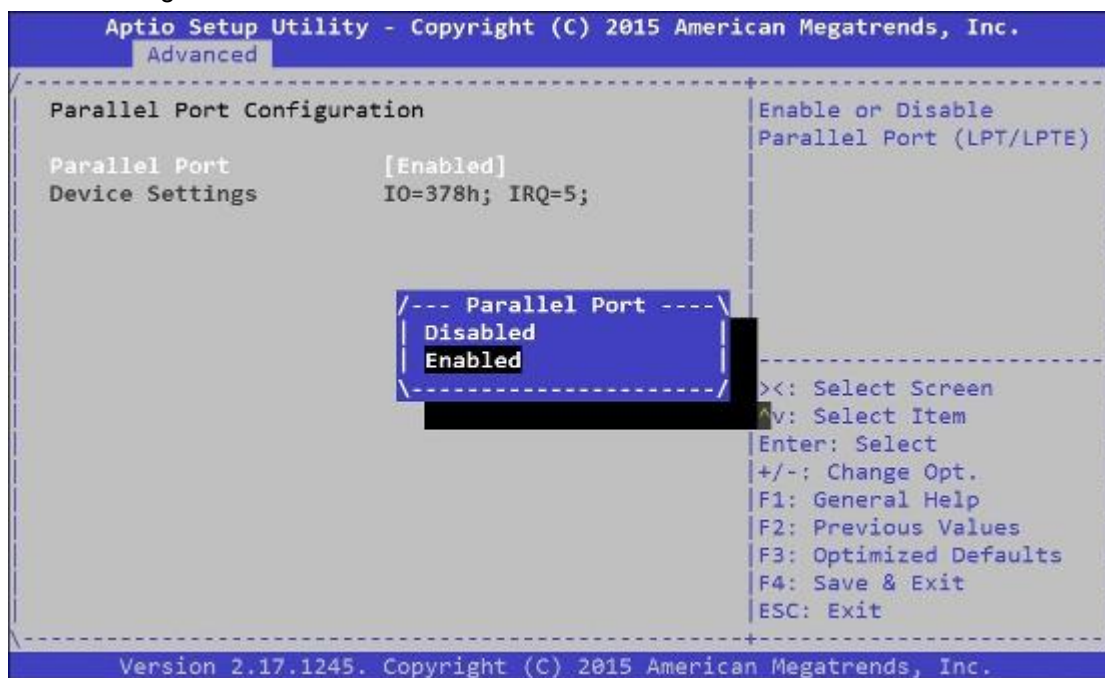 Aptio Setup Utility - Copyright (C) 2015 American Megatrends, Inc.
Advanced
Parallel Port Configuration
Parallel Port [Enabled]
Device Settings IO=378h; IRQ=5;
/--- Parallel Port ----\
Disabled
Enabled
Enable or Disable
Parallel Port (LPT/LPTE)
><: Select Screen
^v: Select Item
Enter: Select
+/-: Change Opt.
F1: General Help
F2: Previous Values
F3: Optimized Defaults
F4: Save & Exit
ESC: Exit
Version 2.17.1245. Copyright (C) 2015 American Megatrends, Inc.